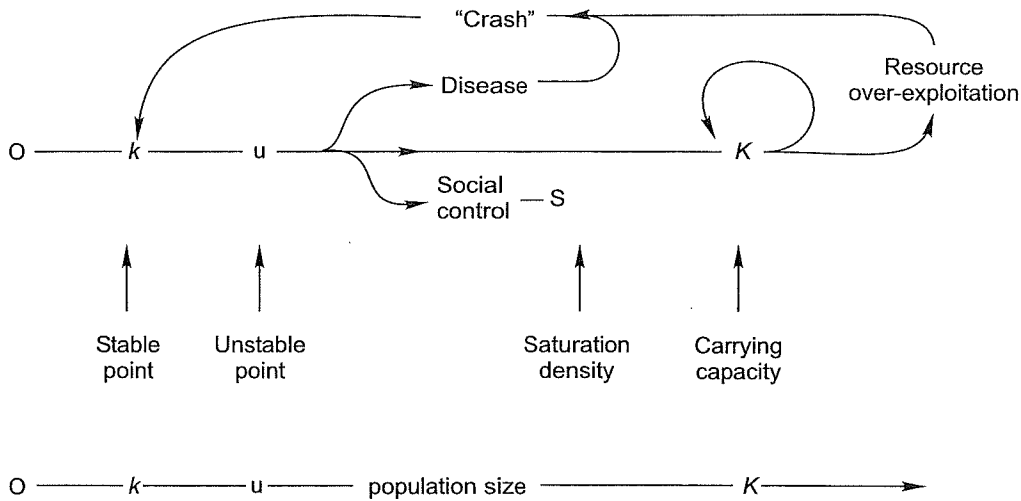 “Crash”
Resource
over-exploitation
Disease
O k u K
Social
control — S
Stable
point
Unstable
point
Saturation
density
Carrying
capacity
O k u population size K